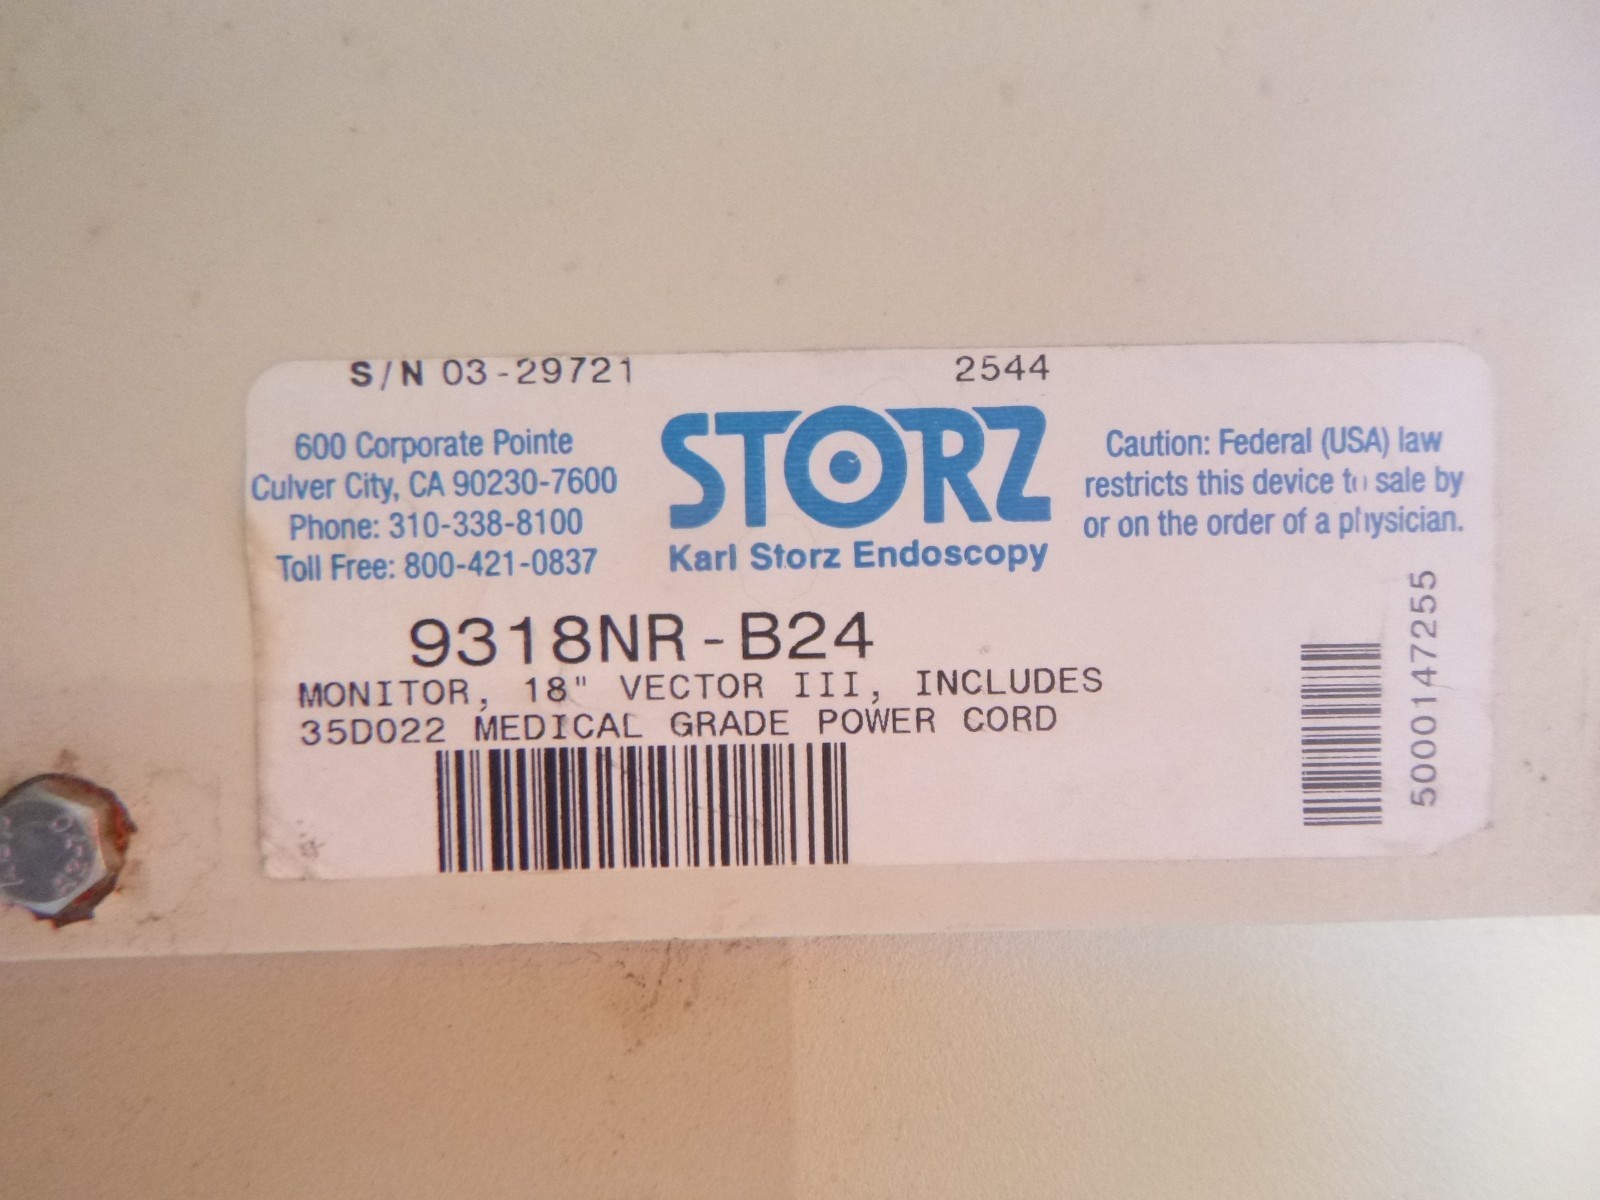 S/N 03-29721
2544
600 Corporate Pointe
Culver City, CA 90230-7600
Phone: 310-338-8100
Toll Free: 800-421-0837
STORZ
Karl Storz Endoscopy
Caution: Federal (USA) law
restricts this device to sale by
or on the order of a physician.
9318NR-B24
MONITOR, 18" VECTOR III, INCLUDES
35D022 MEDICAL GRADE POWER CORD
5000147255